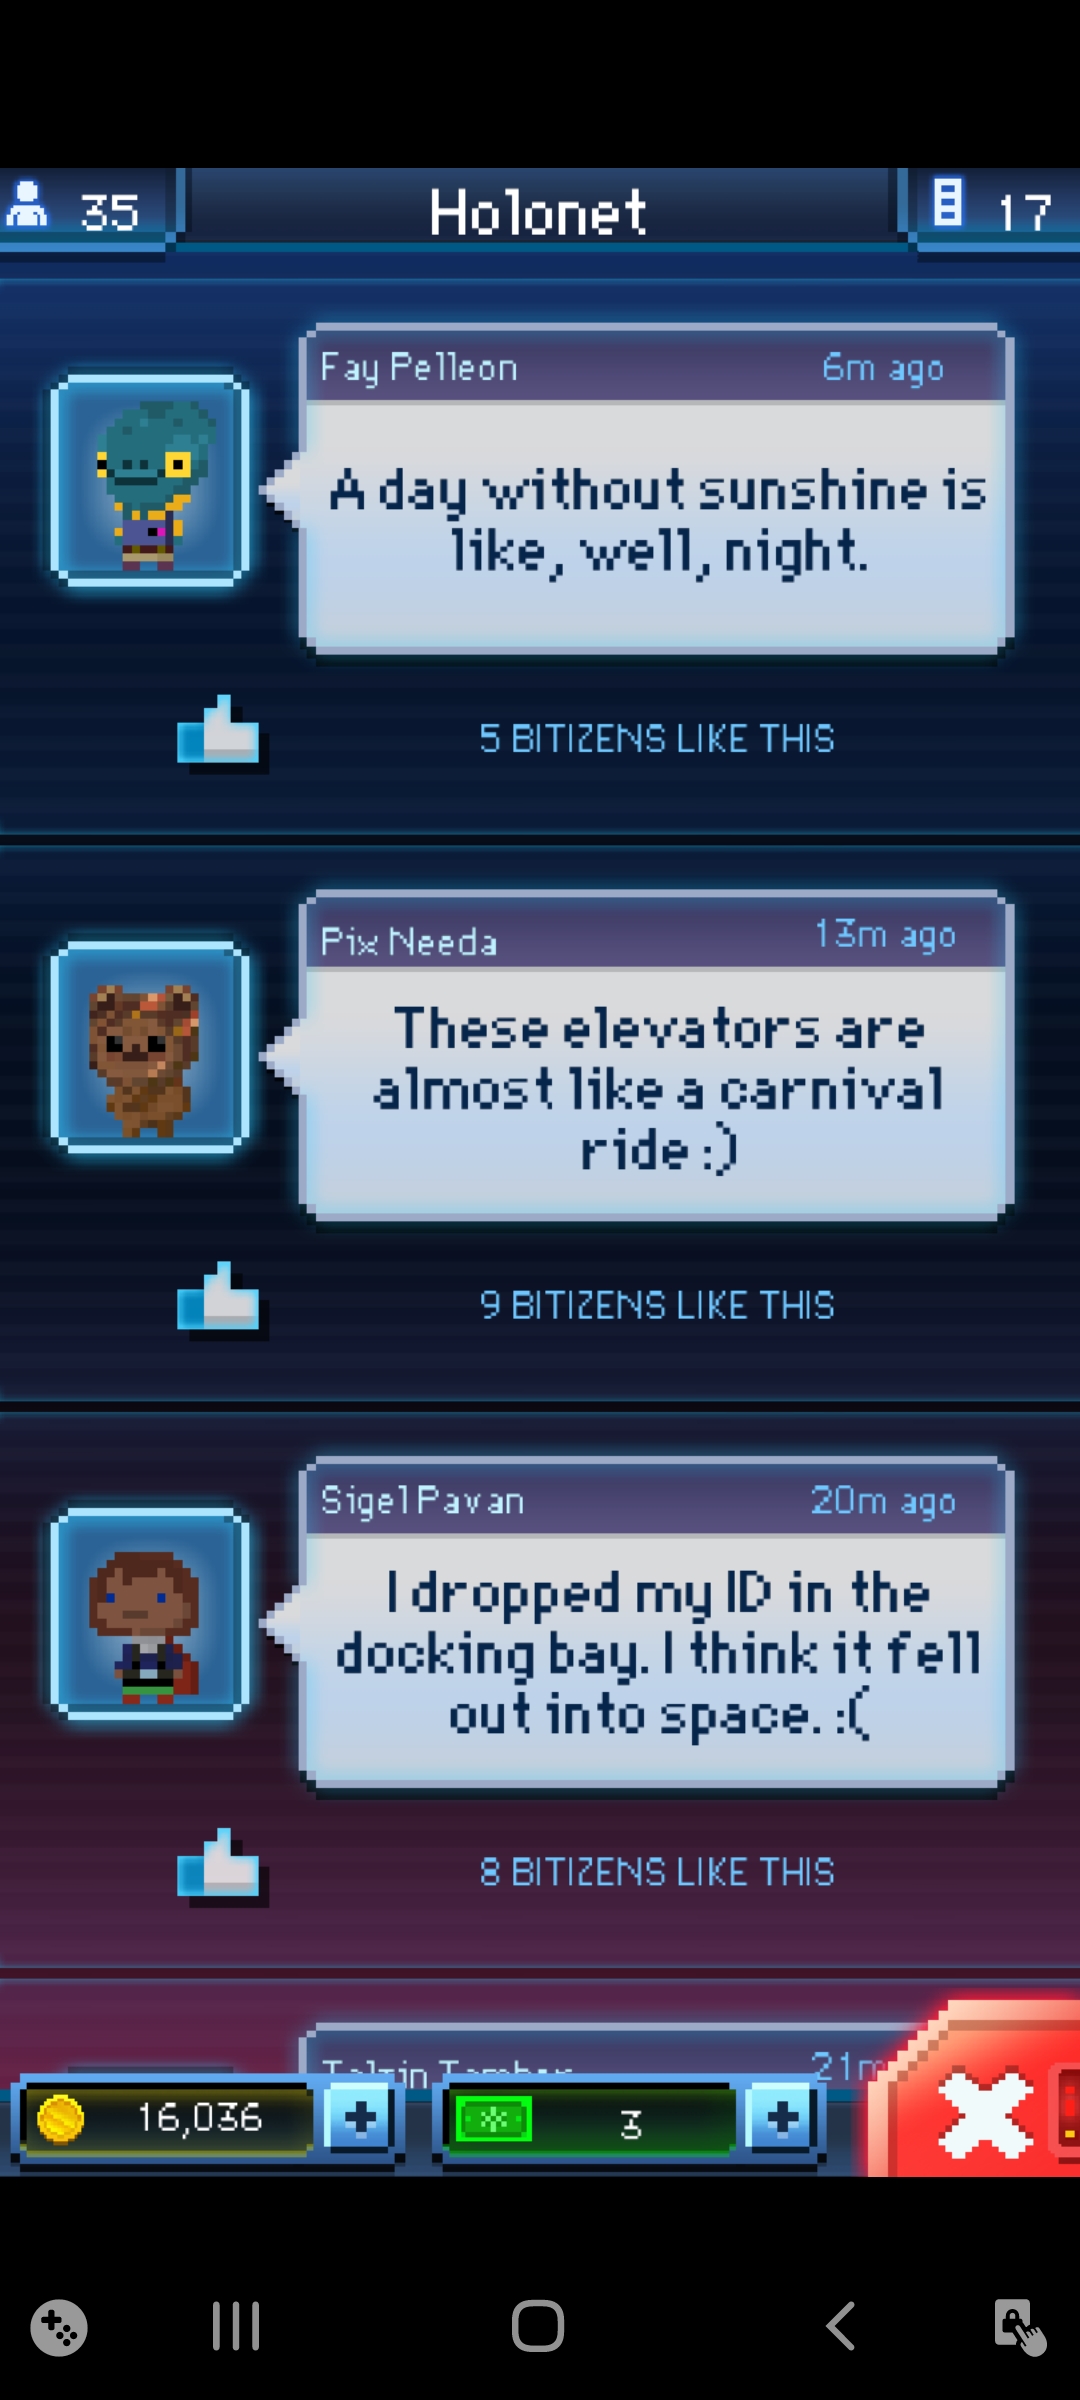 35
Holonet
17
Fay Pelleon
6m ago
A day without sunshine is
like, well, night.
5 BITIZENS LIKE THIS
Pix Needa
13m ago
These elevators are
almost like a carnival
ride :)
9 BITIZENS LIKE THIS
Sigel Pavan
20m ago
I dropped my ID in the
docking bay. I think it fell
out into space. :(
8 BITIZENS LIKE THIS
21m
16,036
3